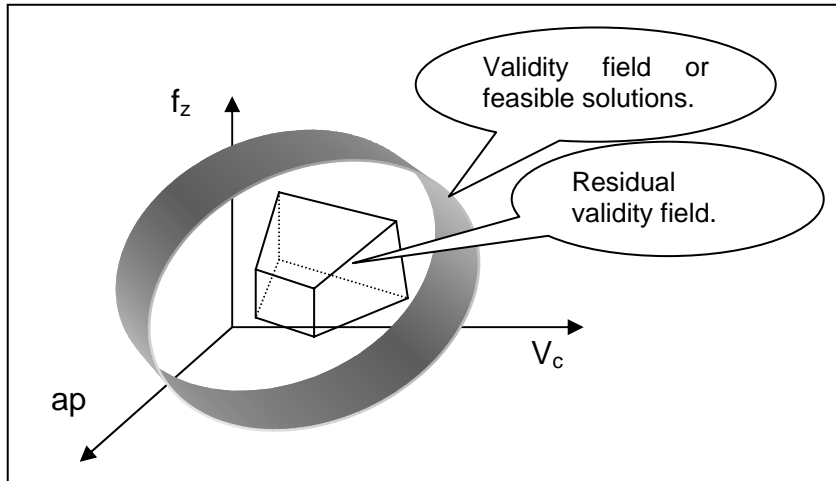 Validity field or
feasible solutions.
f_z
Residual
validity field.
V_c
ap